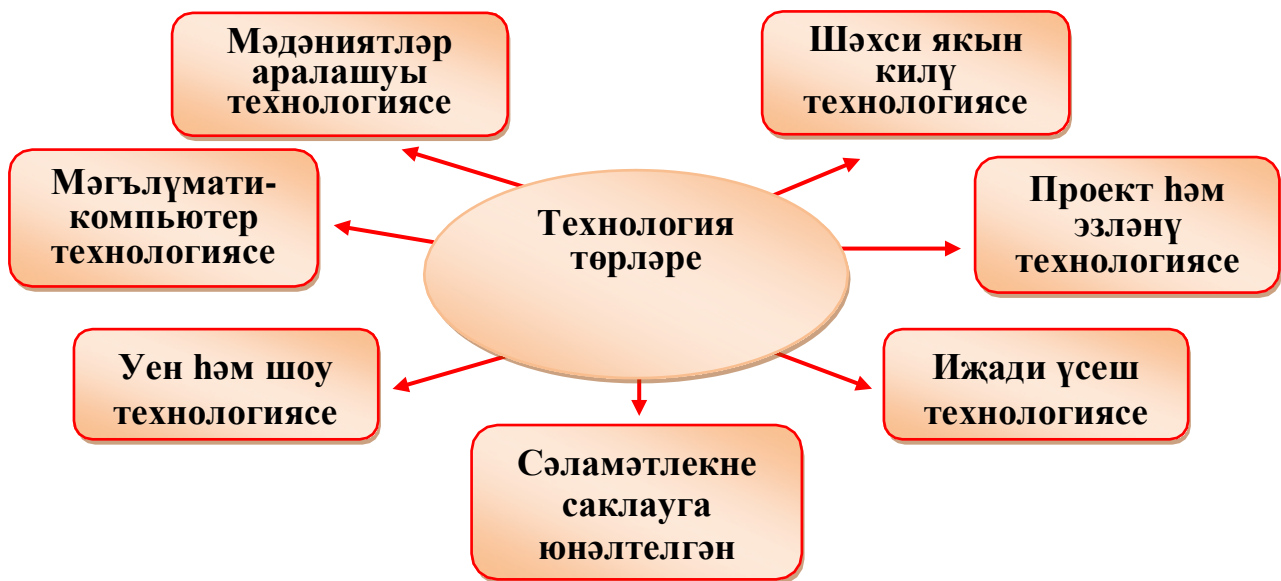 Мәдәниятләр
аралашуы
технологиясе
Шәхси якын
килү
технологиясе
Мәгълүмати-
компьютер
технологиясе
Технология
төрләре
Проект һәм
эзләнү
технологиясе
Уен һәм шоу
технологиясе
Иҗади үсеш
технологиясе
Сәламәтлекне
саклауга
юнәлтелгән